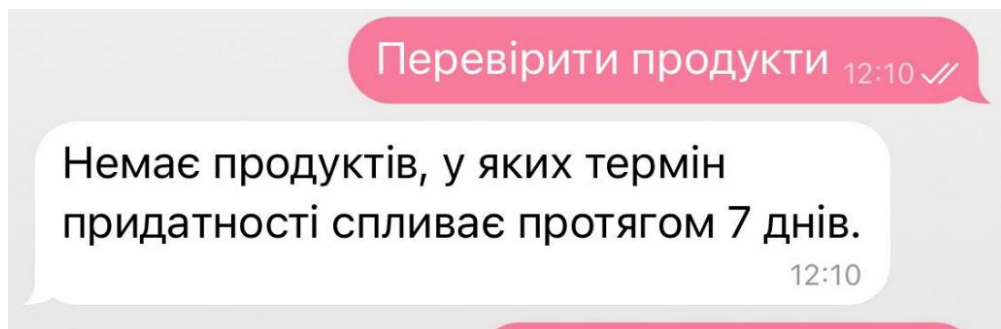 Перевірити продукти 12:10
Немає продуктів, у яких термін
придатності спливає протягом 7 днів.
12:10